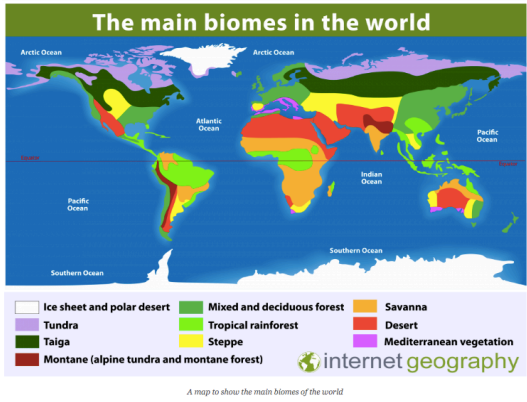 The main biomes in the world
Arctic Ocean
Arctic Ocean
Atlantic
Ocean
Pacific
Ocean
Equator
Equator
Indian
Ocean
Pacific
Ocean
Southern Ocean
Southern Ocean
Ice sheet and polar desert
Mixed and deciduous forest
Savanna
Tundra
Tropical rainforest
Desert
Taiga
Steppe
Mediterranean vegetation
Montane (alpine tundra and montane forest)
internet geography
A map to show the main biomes of the world